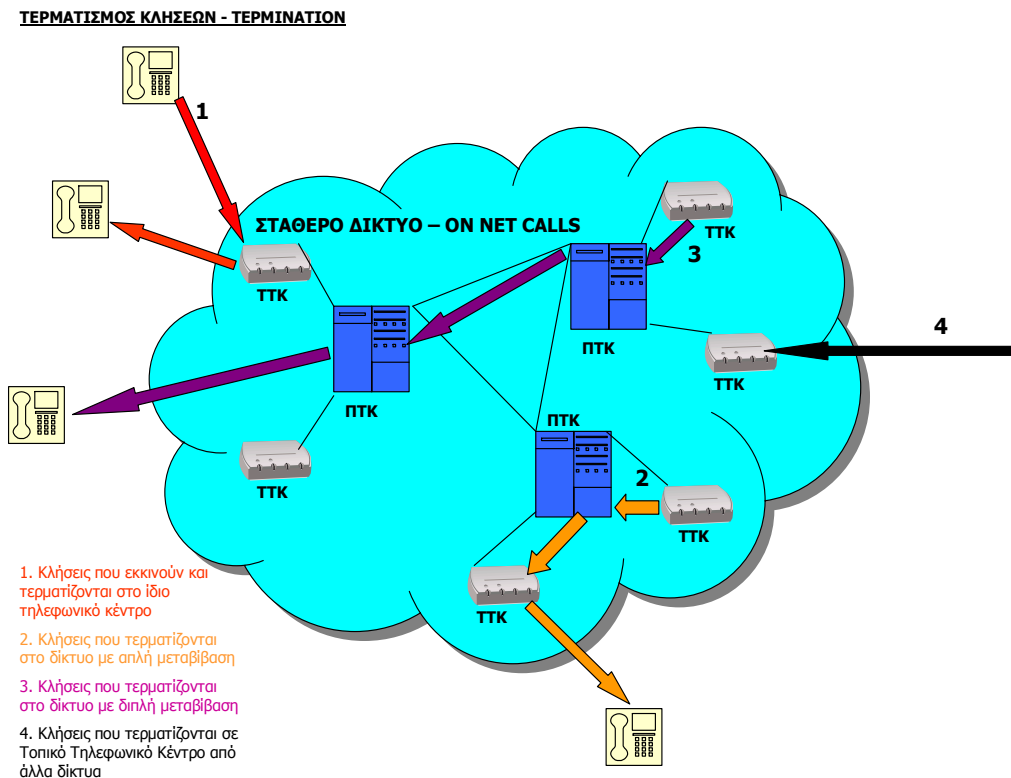 ΤΕΡΜΑΤΙΣΜΟΣ ΚΛΗΣΕΩΝ - TERMINATION
1
ΣΤΑΘΕΡΟ ΔΙΚΤΥΟ – ON NET CALLS
ΤΤΚ
3
ΤΤΚ
4
ΠΤΚ
ΤΤΚ
ΠΤΚ
ΠΤΚ
ΤΤΚ
2
ΤΤΚ
ΤΤΚ
1. Κλήσεις που εκκινούν και
τερματίζονται στο ίδιο
τηλεφωνικό κέντρο
2. Κλήσεις που τερματίζονται
στο δίκτυο με απλή μεταβίβαση
3. Κλήσεις που τερματίζονται
στο δίκτυο με διπλή μεταβίβαση
4. Κλήσεις που τερματίζονται σε
Τοπικό Τηλεφωνικό Κέντρο από
άλλα δίκτυα